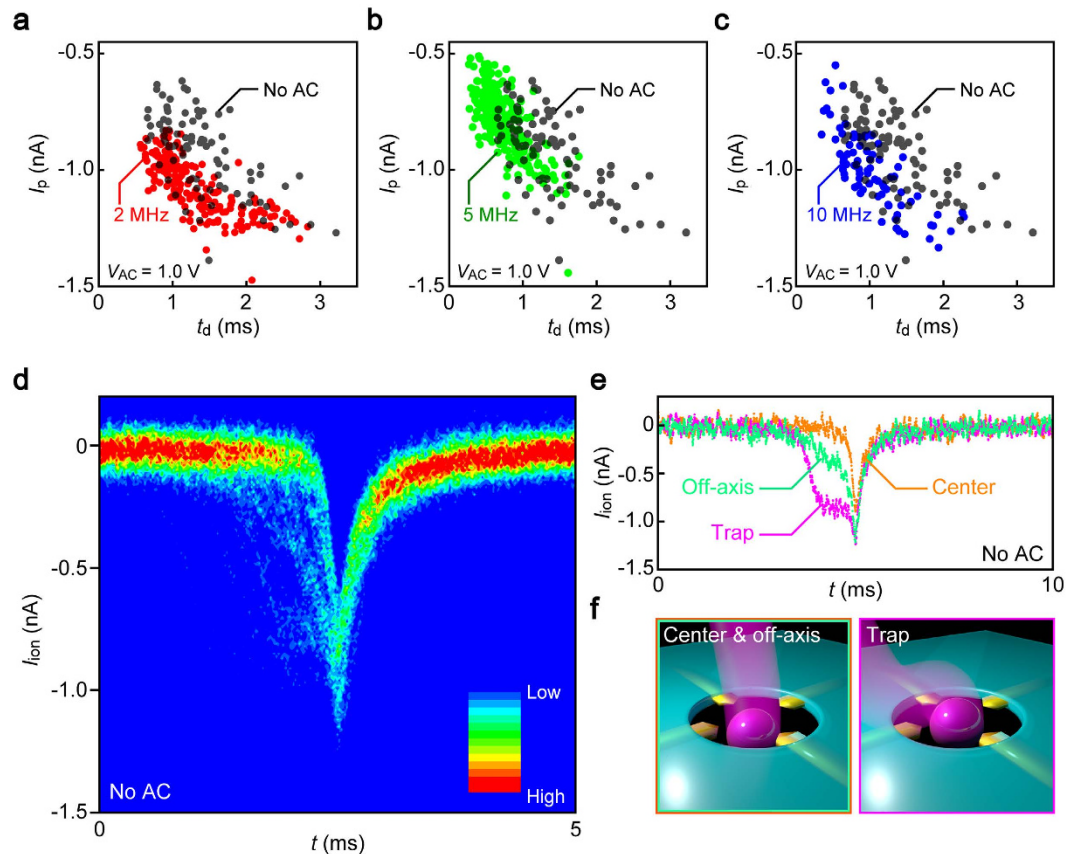 a
-0.5
-1.0
-1.5
Ip (nA)
No AC
2 MHz
VAC = 1.0 V
0 1 2 3
td (ms)
b
-0.5
-1.0
-1.5
No AC
5 MHz
VAC = 1.0 V
0 1 2 3
td (ms)
c
-0.5
-1.0
-1.5
Ip (nA)
No AC
10 MHz
VAC = 1.0 V
0 1 2 3
td (ms)
d
0
-0.5
-1.0
-1.5
Iion (nA)
Low
High
No AC
0 5
t (ms)
e
0
-0.5
-1.0
-1.5
Iion (nA)
Off-axis
Center
Trap
No AC
0 10
t (ms)
f
Center & off-axis
Trap